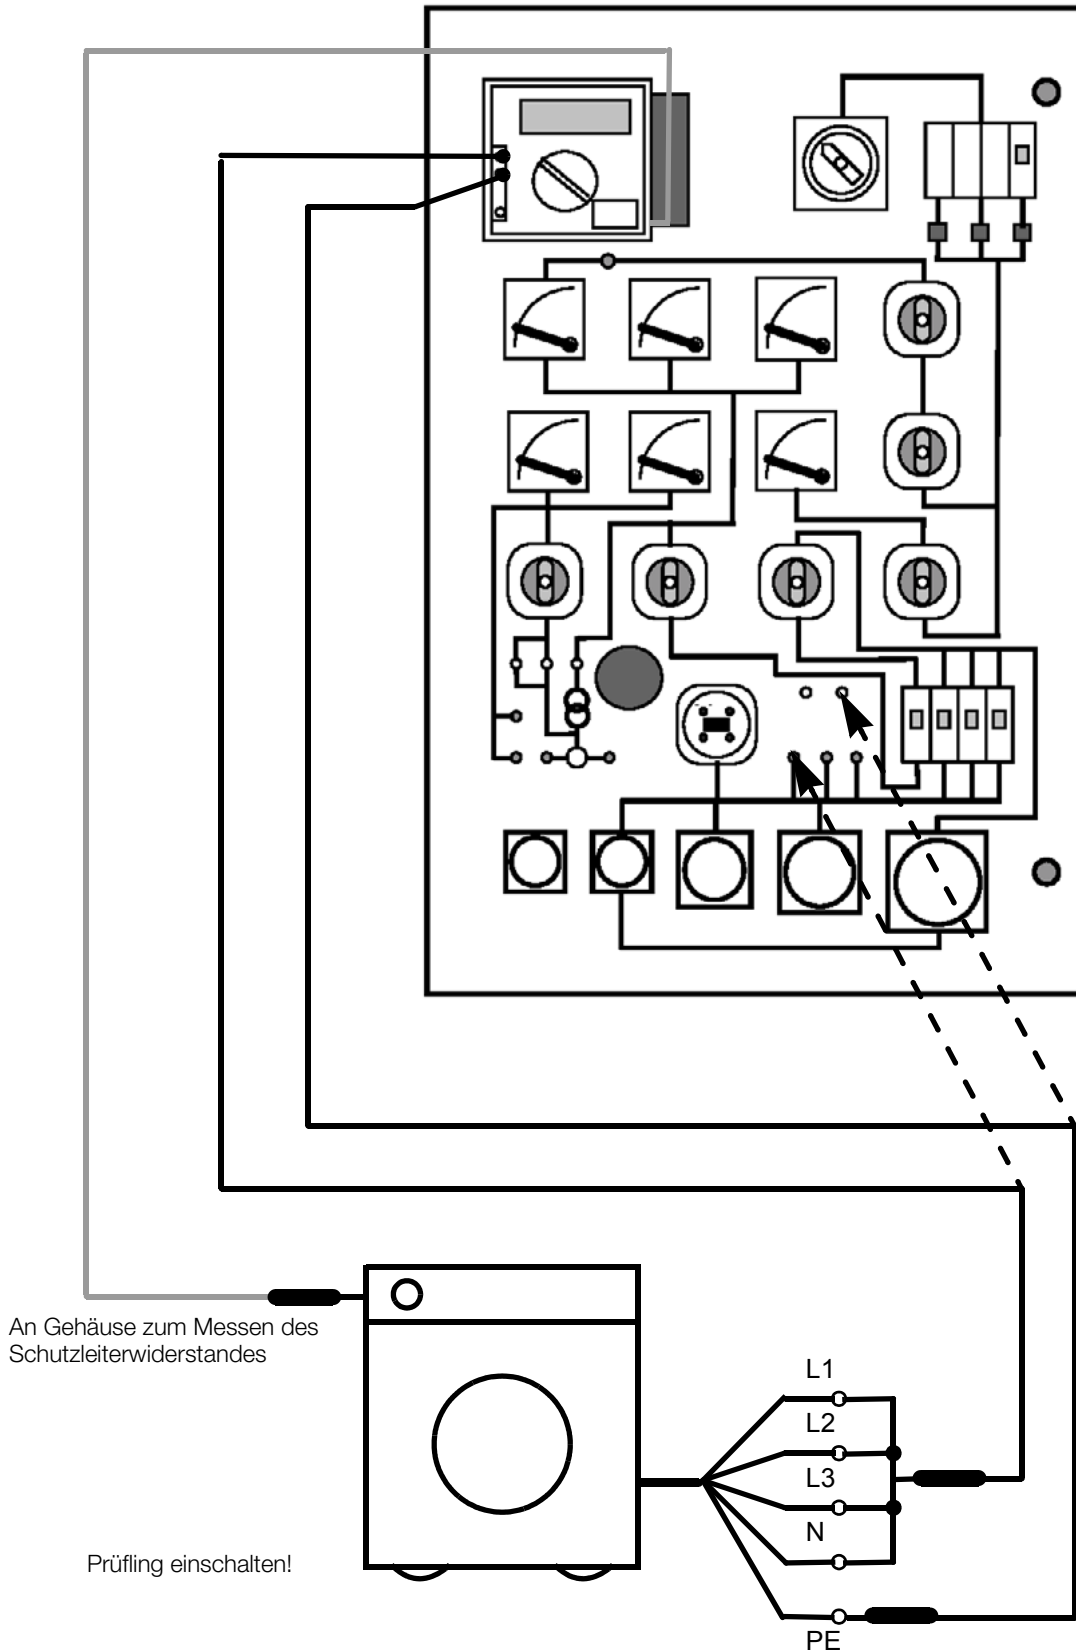 An Gehäuse zum Messen des
Schutzleiterwiderstandes
L1
L2
L3
N
Prüfling einschalten!
PE